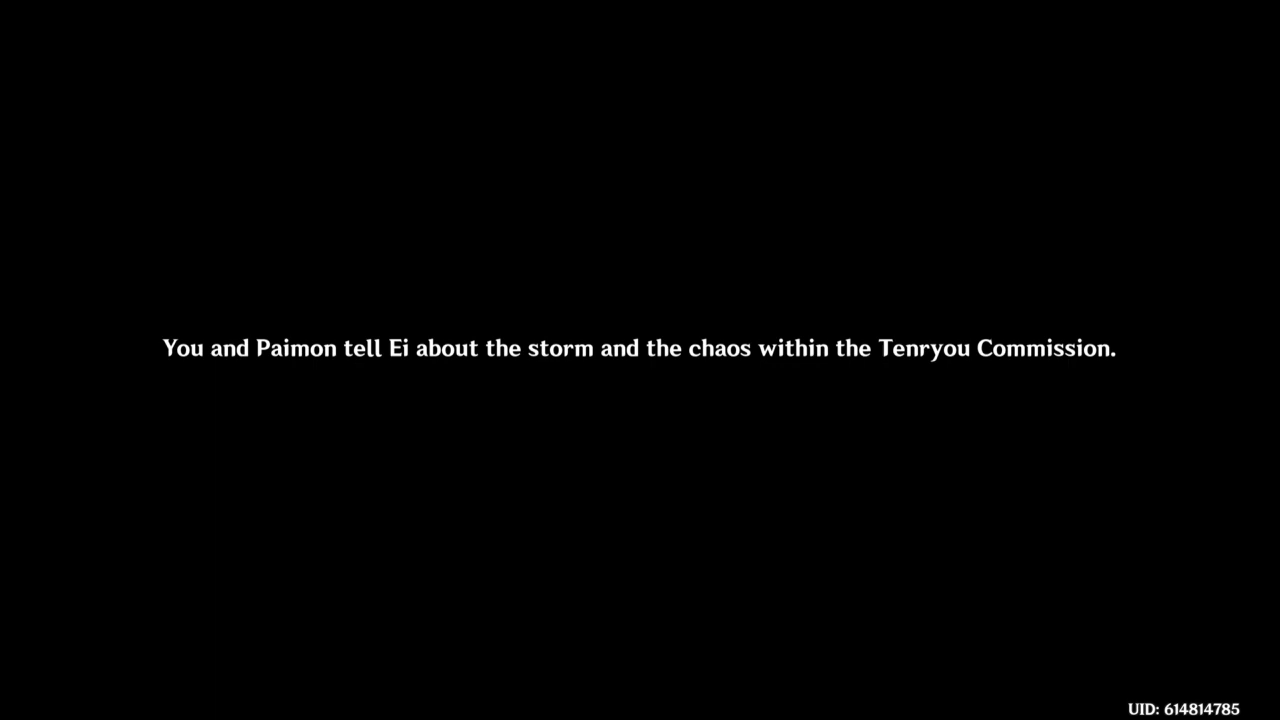 You and Paimon tell Ei about the storm and the chaos within the Tenryou Commission.
UID: 614814785